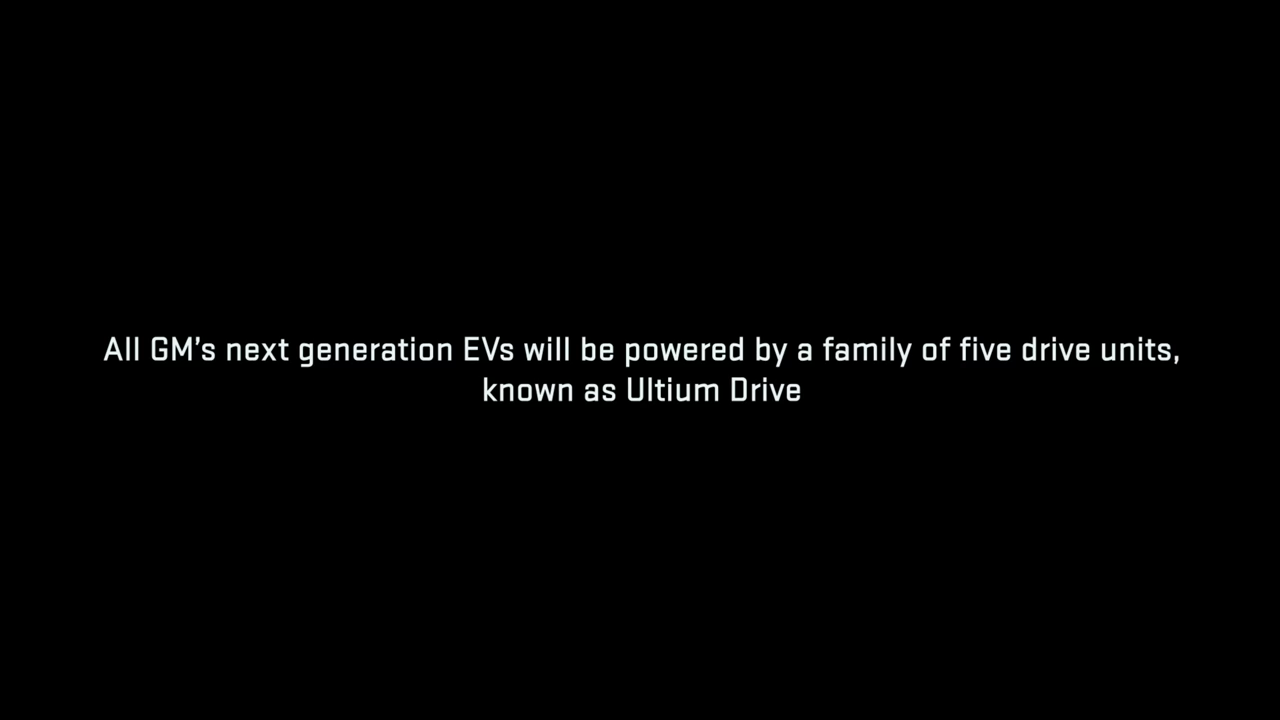 All GM’s next generation EVs will be powered by a family of five drive units,
known as Ultium Drive